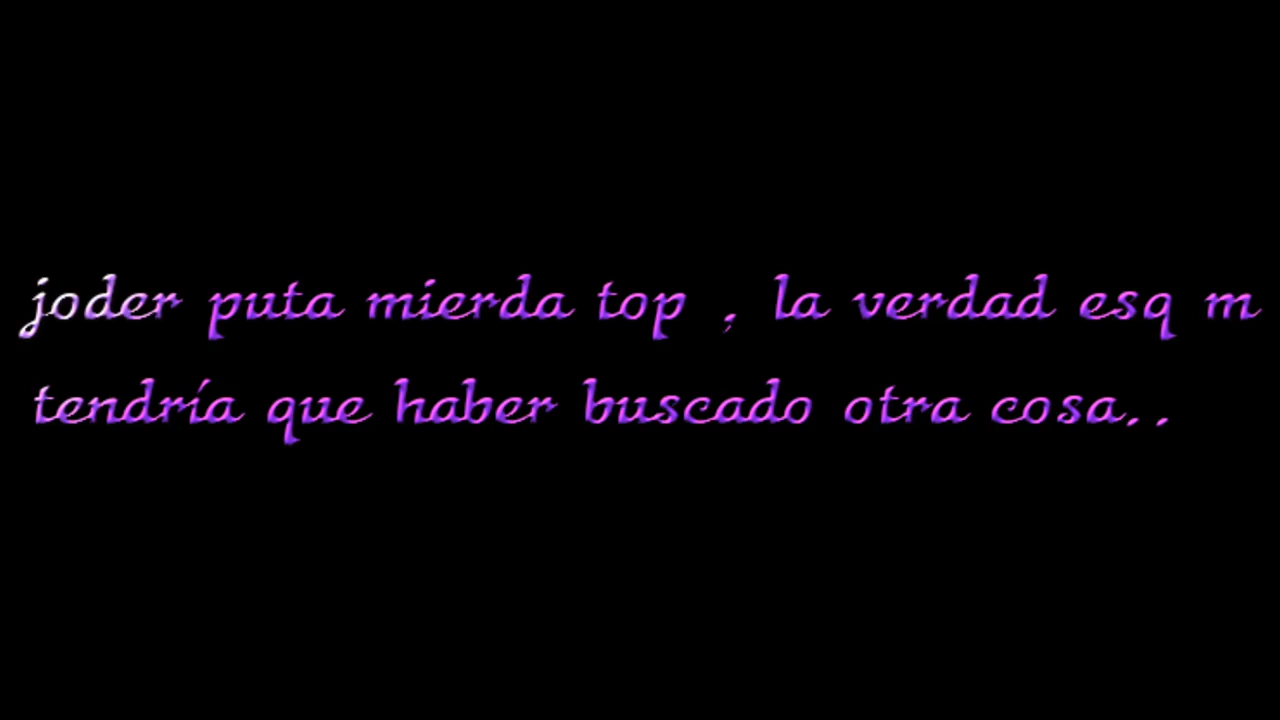 joder puta mierda top , la verdad esq m
tendría que haber buscado otra cosa..